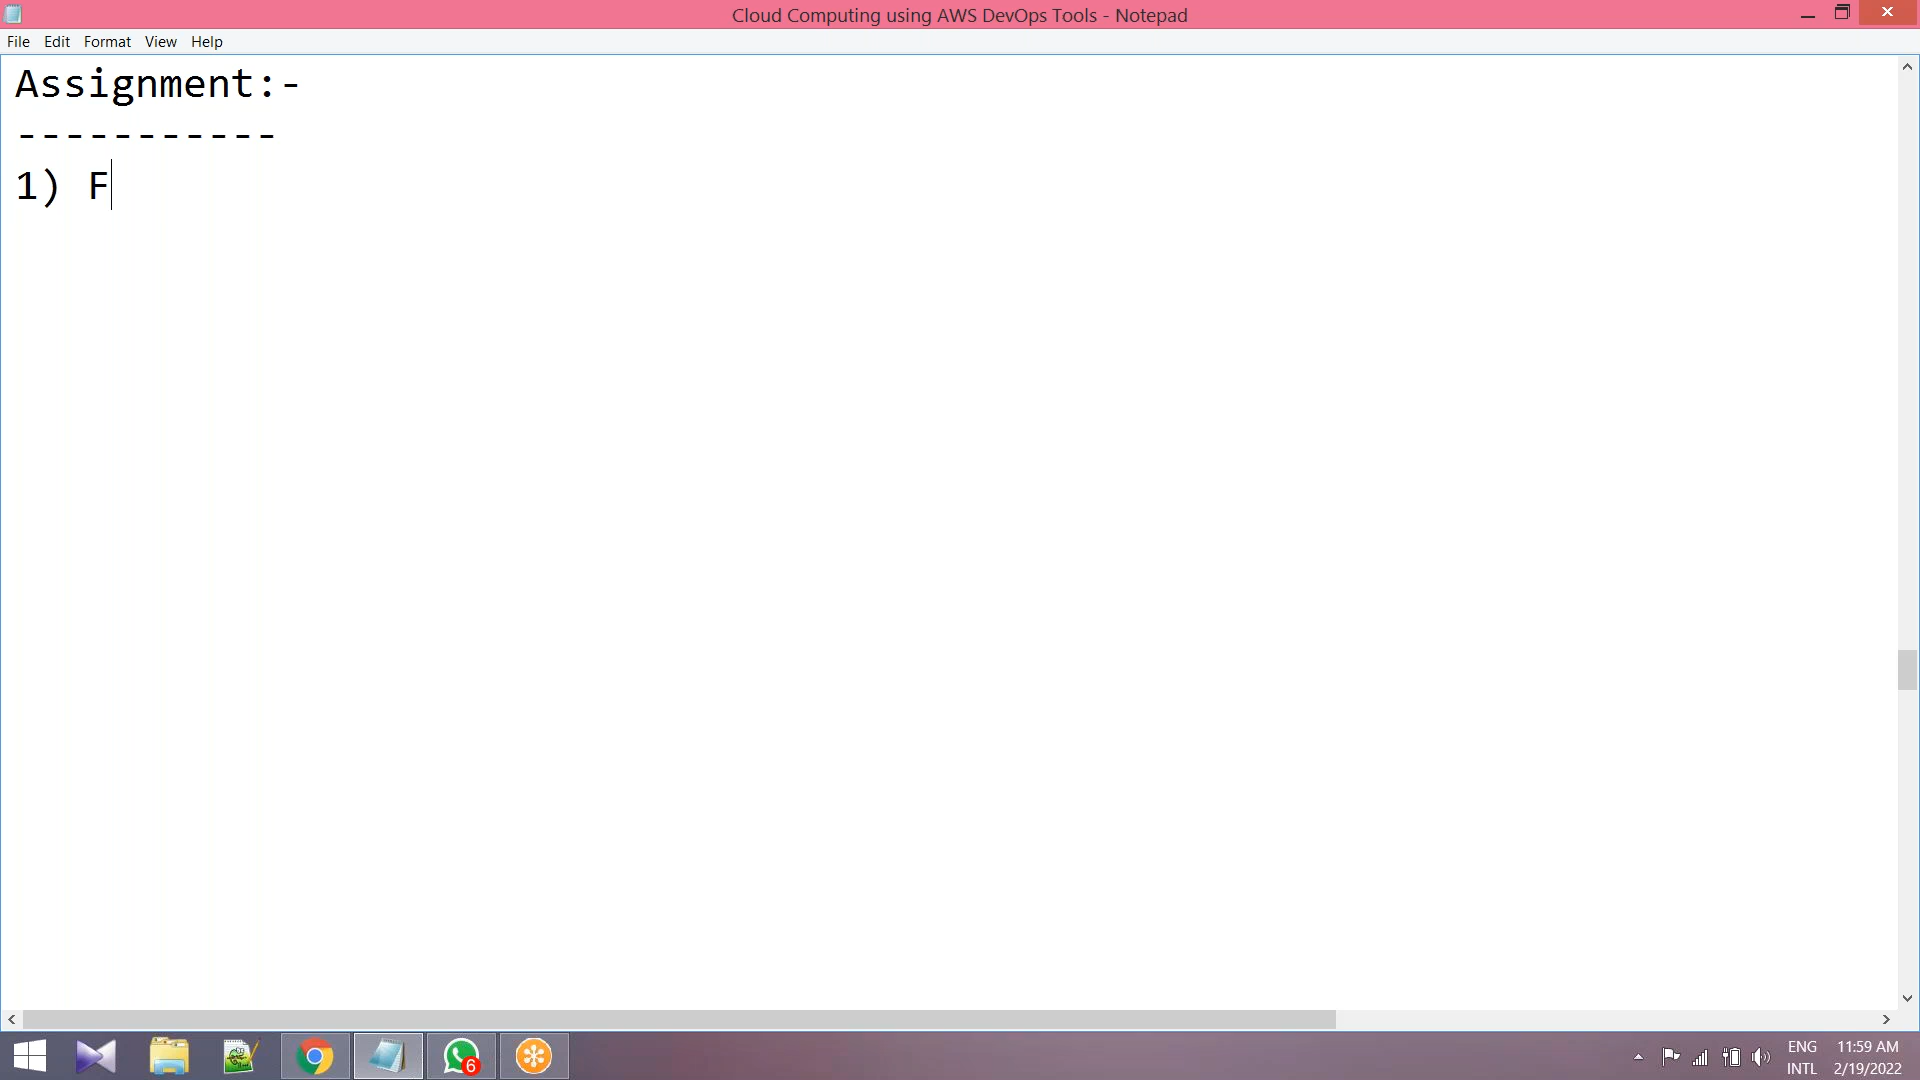 Cloud Computing using AWS DevOps Tools - Notepad
File Edit Format View Help
Assignment:-
-----------
1) F
6
ENG 11:59 AM
INTL 2/19/2022